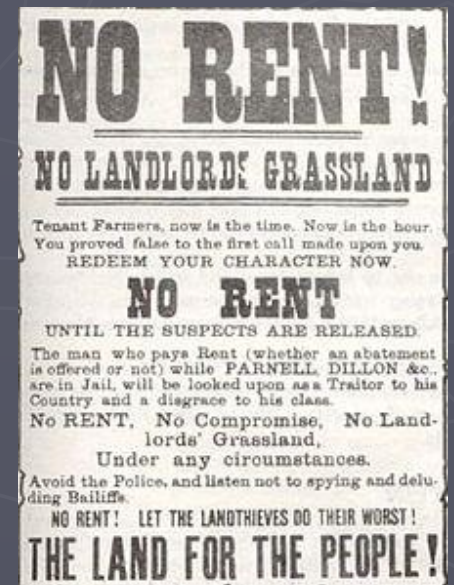 NO RENT!
NO LANDLORDS GRASSLAND
Tenant Farmers, now is the time. Now is the hour.
You proved false to the first call made upon you.
REDEEM YOUR CHARACTER NOW.
NO RENT
UNTIL THE SUSPECTS ARE RELEASED.
The man who pays Rent (whether an abatement
is offered or not) while PARNELL, DILLON &c.,
are in Jail, will be looked upon as a Traitor to his
Country and a disgrace to his class.
No RENT, No Compromise, No Land-
lords' Grassland,
Under any circumstances.
Avoid the Police, and listen not to spying and delu-
ding Bailiffs.
NO RENT! LET THE LANDTHIEVES DO THEIR WORST!
THE LAND FOR THE PEOPLE!